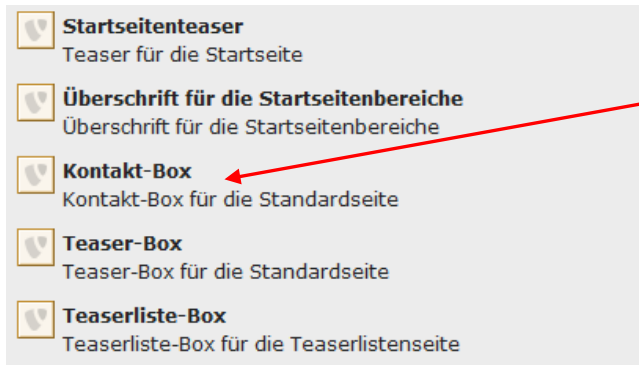 Startseitenteaser
Teaser für die Startseite
Überschrift für die Startseitenbereiche
Überschrift für die Startseitenbereiche
Kontakt-Box
Kontakt-Box für die Standardseite
Teaser-Box
Teaser-Box für die Standardseite
Teaserliste-Box
Teaserliste-Box für die Teaserlistenseite